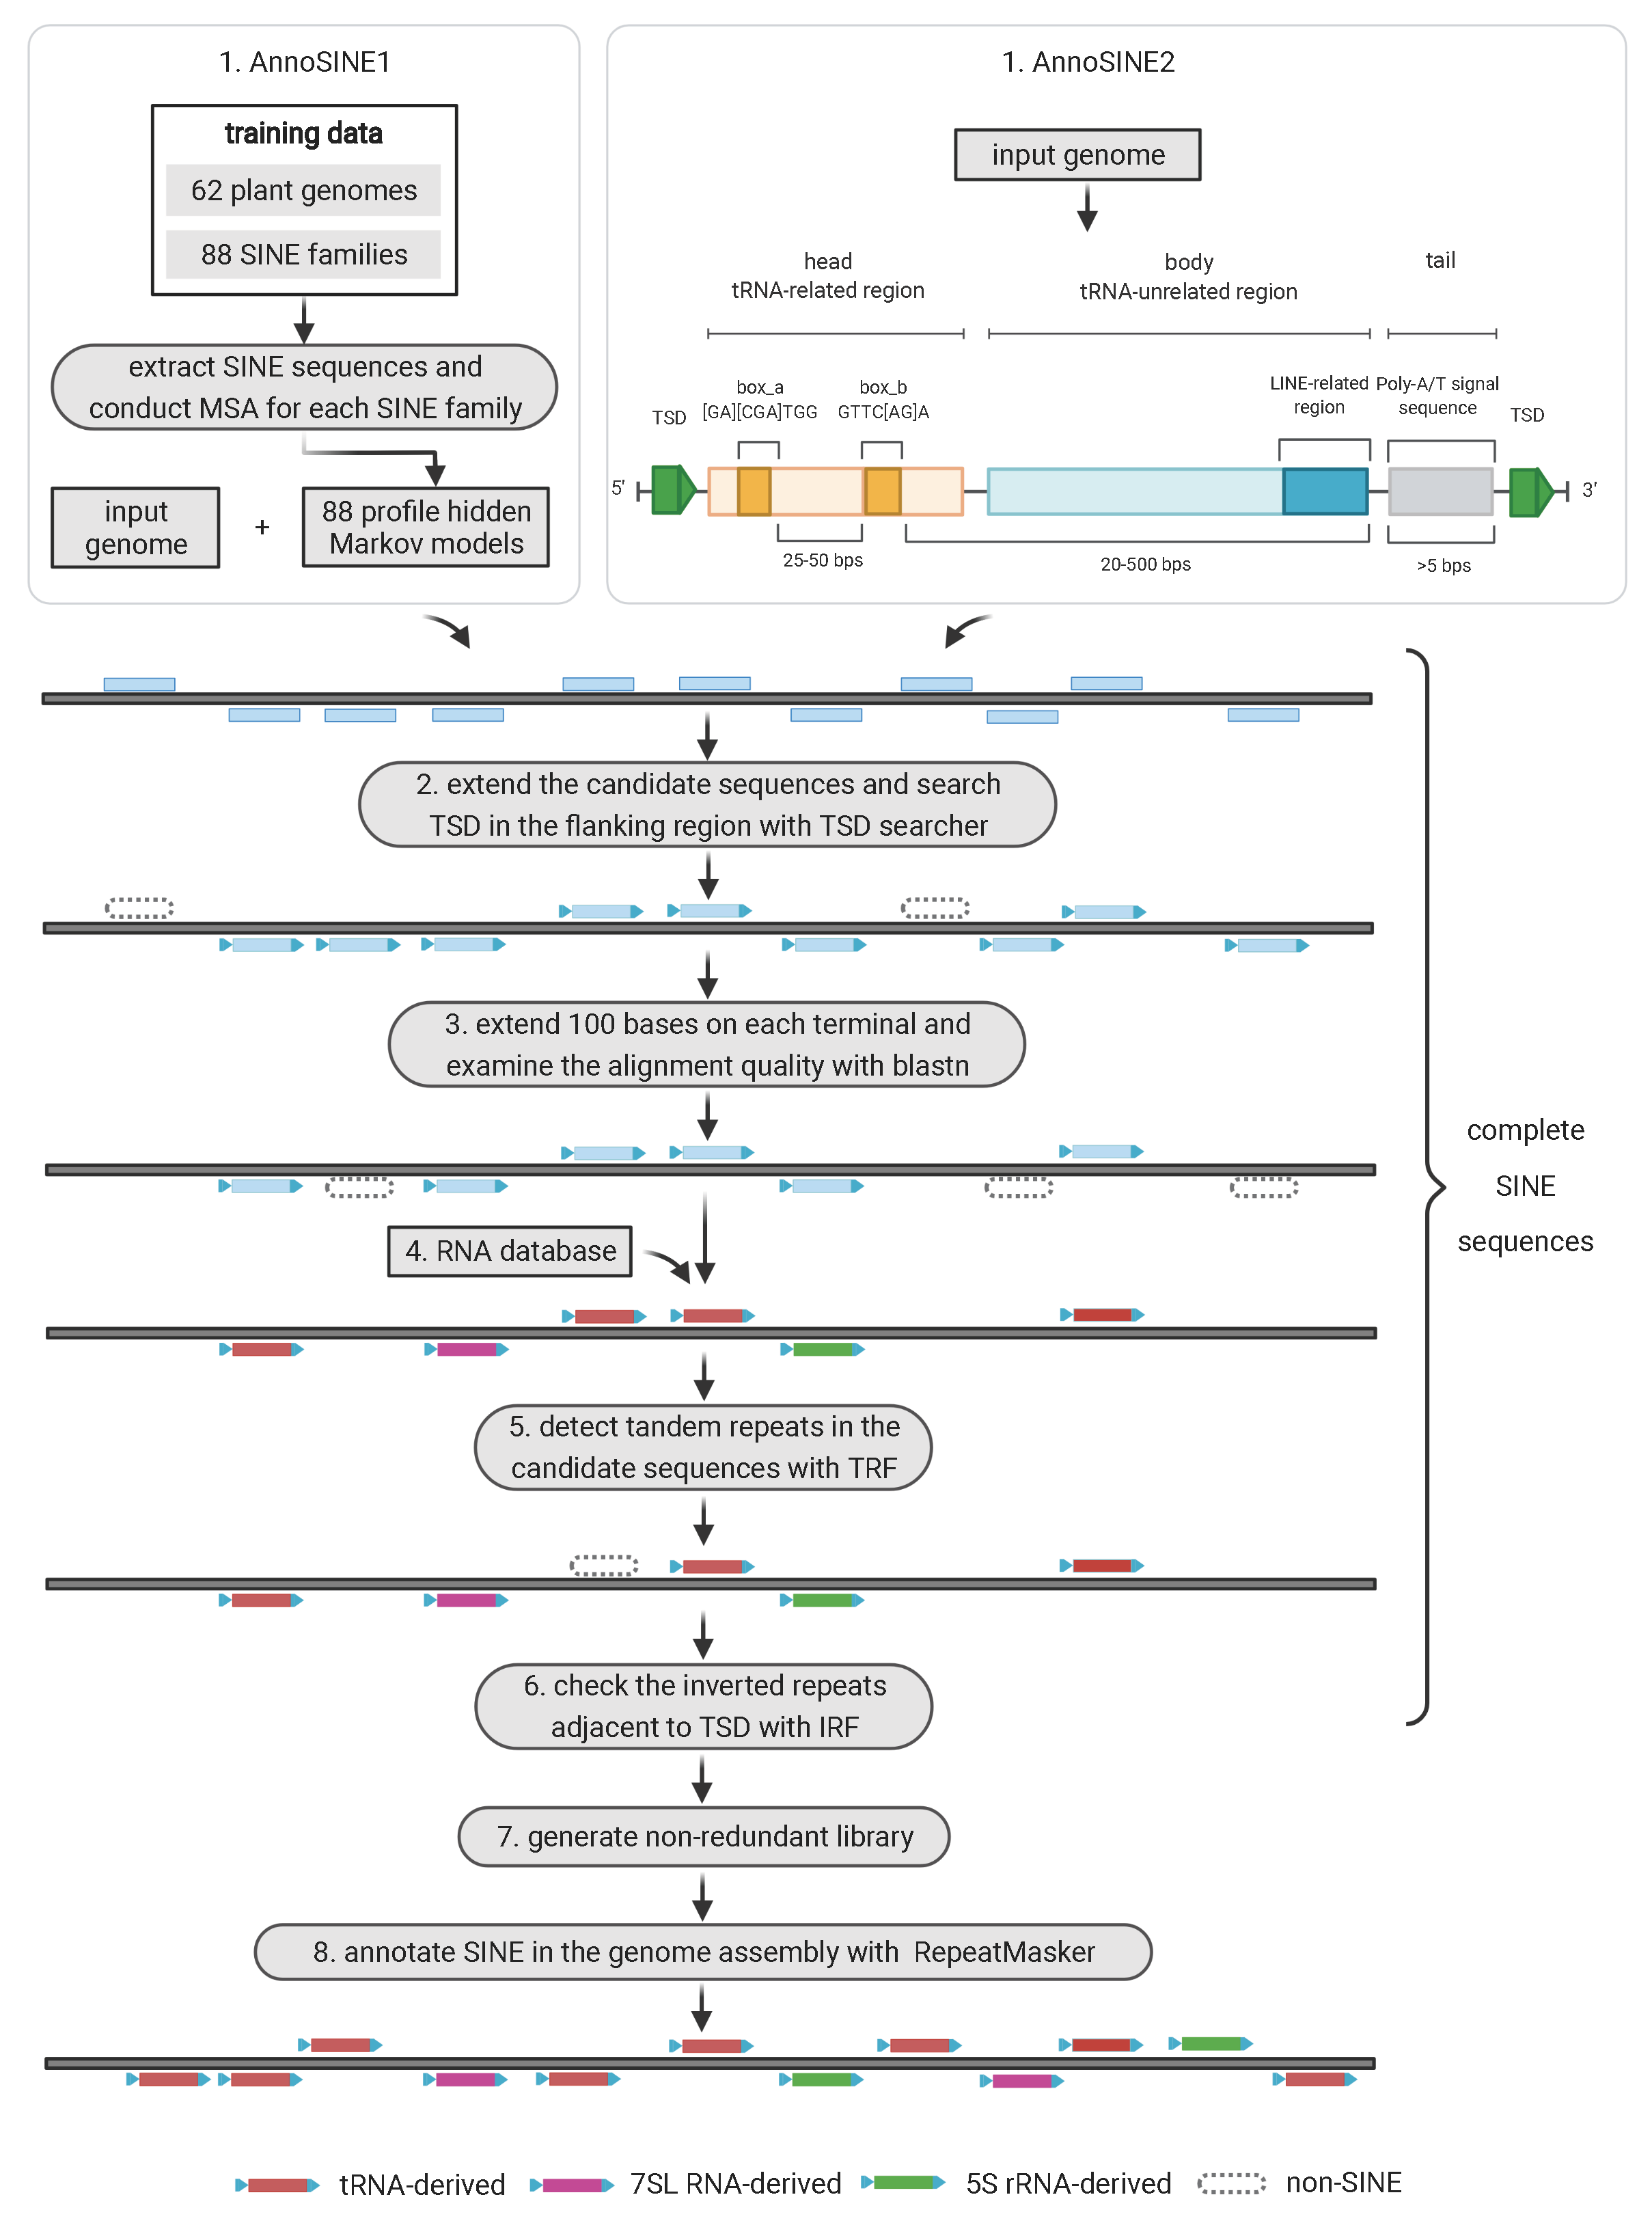 1. AnnoSINE1
training data
62 plant genomes
88 SINE families
extract SINE sequences and
conduct MSA for each SINE family
input
genome
+
88 profile hidden
Markov models
1. AnnoSINE2
input genome
head
tRNA-related region
body
tRNA-unrelated region
tail
TSD
box_a
[GA][CGA]TGG
box_b
GTTC[AG]A
LINE-related
region
Poly-A/T signal
sequence
TSD
5'
3'
25-50 bps
20-500 bps
>5 bps
2. extend the candidate sequences and search
TSD in the flanking region with TSD searcher
3. extend 100 bases on each terminal and
examine the alignment quality with blastn
complete
SINE
sequences
4. RNA database
5. detect tandem repeats in the
candidate sequences with TRF
6. check the inverted repeats
adjacent to TSD with IRF
7. generate non-redundant library
8. annotate SINE in the genome assembly with RepeatMasker
tRNA-derived
7SL RNA-derived
5S rRNA-derived
non-SINE